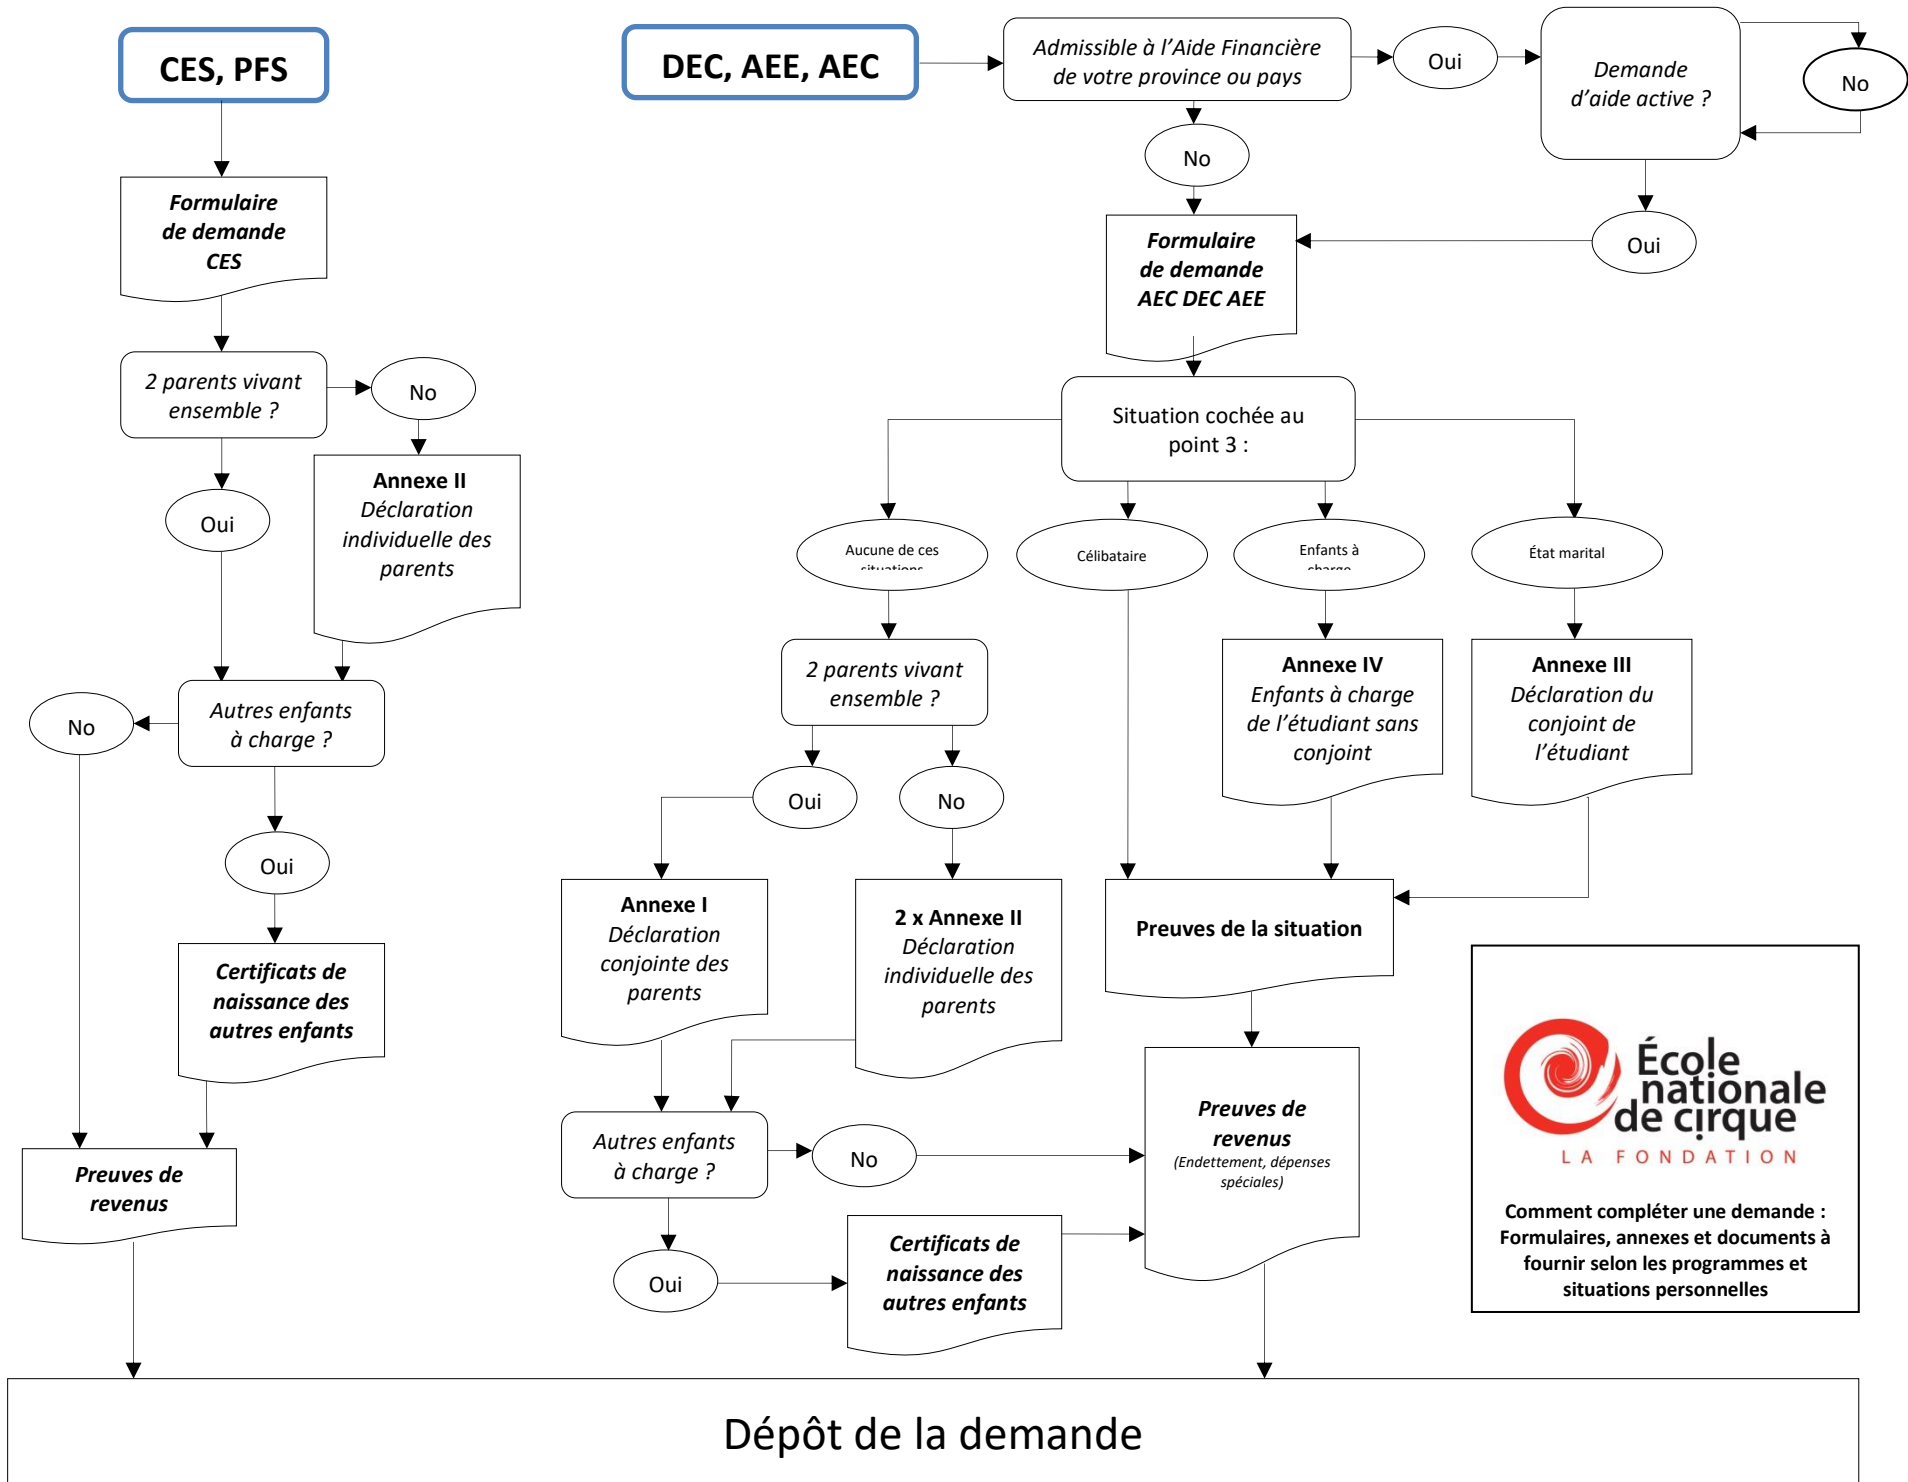 CES, PFS
Formulaire
de demande
CES
2 parents vivant
ensemble ?
No
Oui
Annexe II
Déclaration
individuelle des
parents
Autres enfants
à charge ?
No
Oui
Certificats de
naissance des
autres enfants
Preuves de
revenus
DEC, AEE, AEC
Admissible à l'Aide Financière
de votre province ou pays
Oui
Demande
d'aide active ?
No
No
Oui
Formulaire
de demande
AEC DEC AEE
Situation cochée au
point 3 :
Aucune de ces
situations
Célibataire
Enfants à
charge
État marital
2 parents vivant
ensemble ?
Oui
No
Annexe IV
Enfants à charge
de l'étudiant sans
conjoint
Annexe III
Déclaration du
conjoint de
l'étudiant
Annexe I
Déclaration
conjointe des
parents
2 x Annexe II
Déclaration
individuelle des
parents
Preuves de la situation
Autres enfants
à charge ?
No
Oui
Certificats de
naissance des
autres enfants
Preuves de
revenus
(Endettement, dépenses
spéciales)
École
nationale
de cirque
LA FONDATION
Comment compléter une demande :
Formulaires, annexes et documents à
fournir selon les programmes et
situations personnelles
Dépôt de la demande